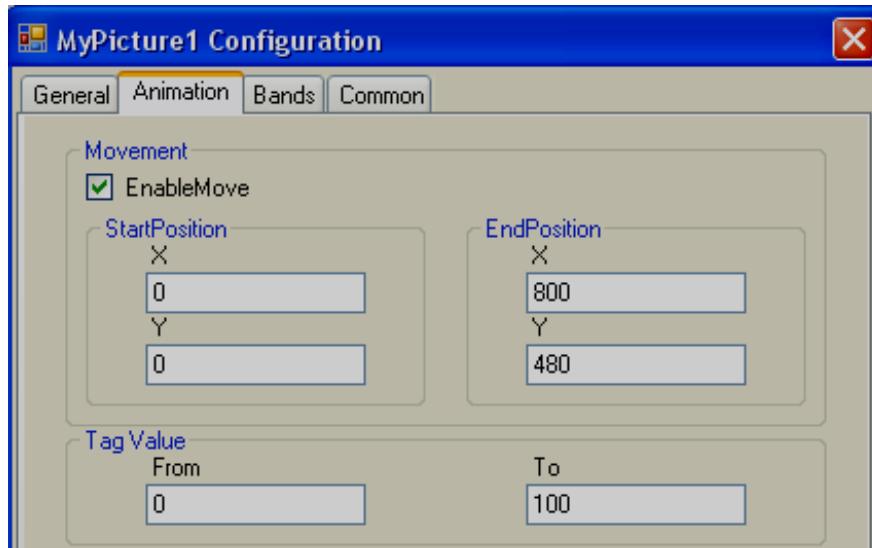 MyPicture1 Configuration
General Animation Bands Common
Movement
EnableMove
StartPosition EndPosition
X X
0 800
Y Y
0 480
Tag Value
From To
0 100